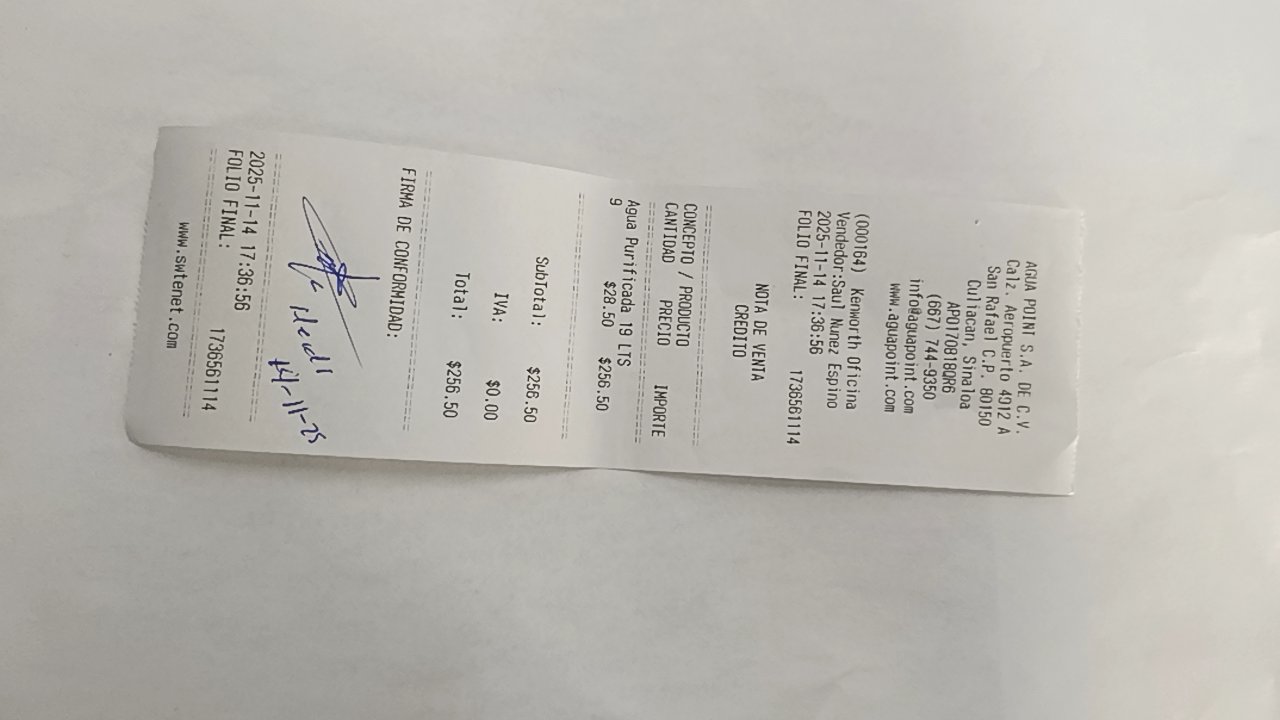 AGUA POINT S.A. DE C.V.
Calz. Aeropuerto 4912 A
San Rafael C.P. 80150
Culiacan, Sinaloa
APO170818QR6
(667) 744-9350
info@aguapoint.com
www.aguapoint.com
(000164) Kenworth Oficina
Vendedor:Saul Nunez Espino
2025-11-14 17:36:56
FOLIO FINAL: 1736561114
NOTA DE VENTA
CREDITO
CONCEPTO / PRODUCTO
CANTIDAD PRECIO IMPORTE
Agua Purificada 19 LTS
9 $28.50 $256.50
SubTotal: $256.50
IVA: $0.00
Total: $256.50
FIRMA DE CONFORMIDAD:
14-11-25
2025-11-14 17:36:56
FOLIO FINAL: 1736561114
www.swtenet.com